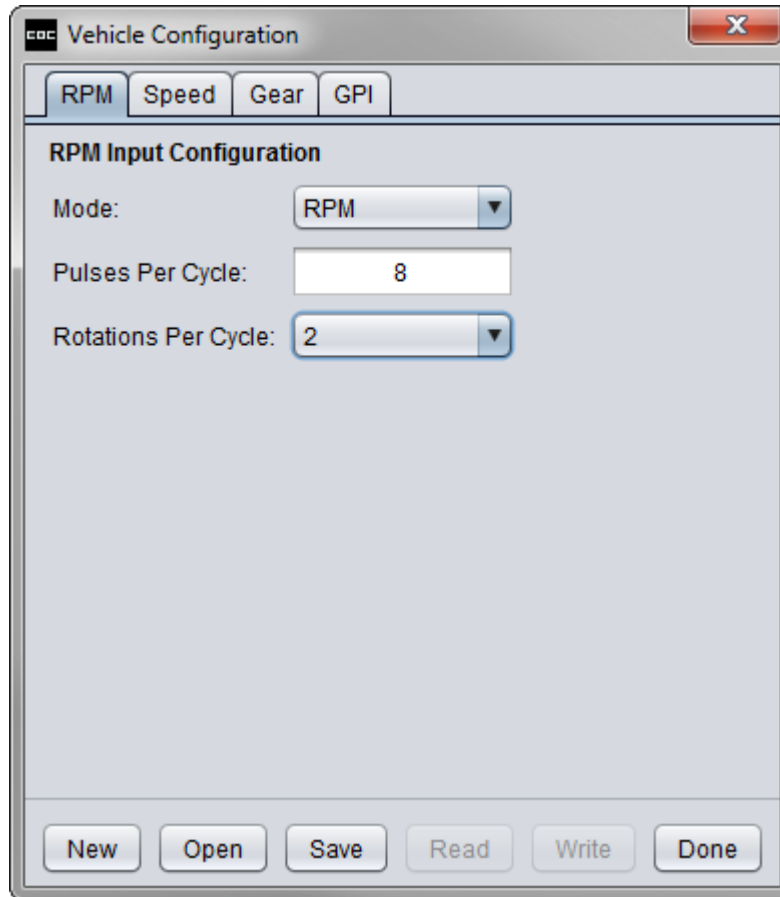 COC Vehicle Configuration
RPM Speed Gear GPI
RPM Input Configuration
Mode: RPM
Pulses Per Cycle: 8
Rotations Per Cycle: 2
New Open Save Read Write Done